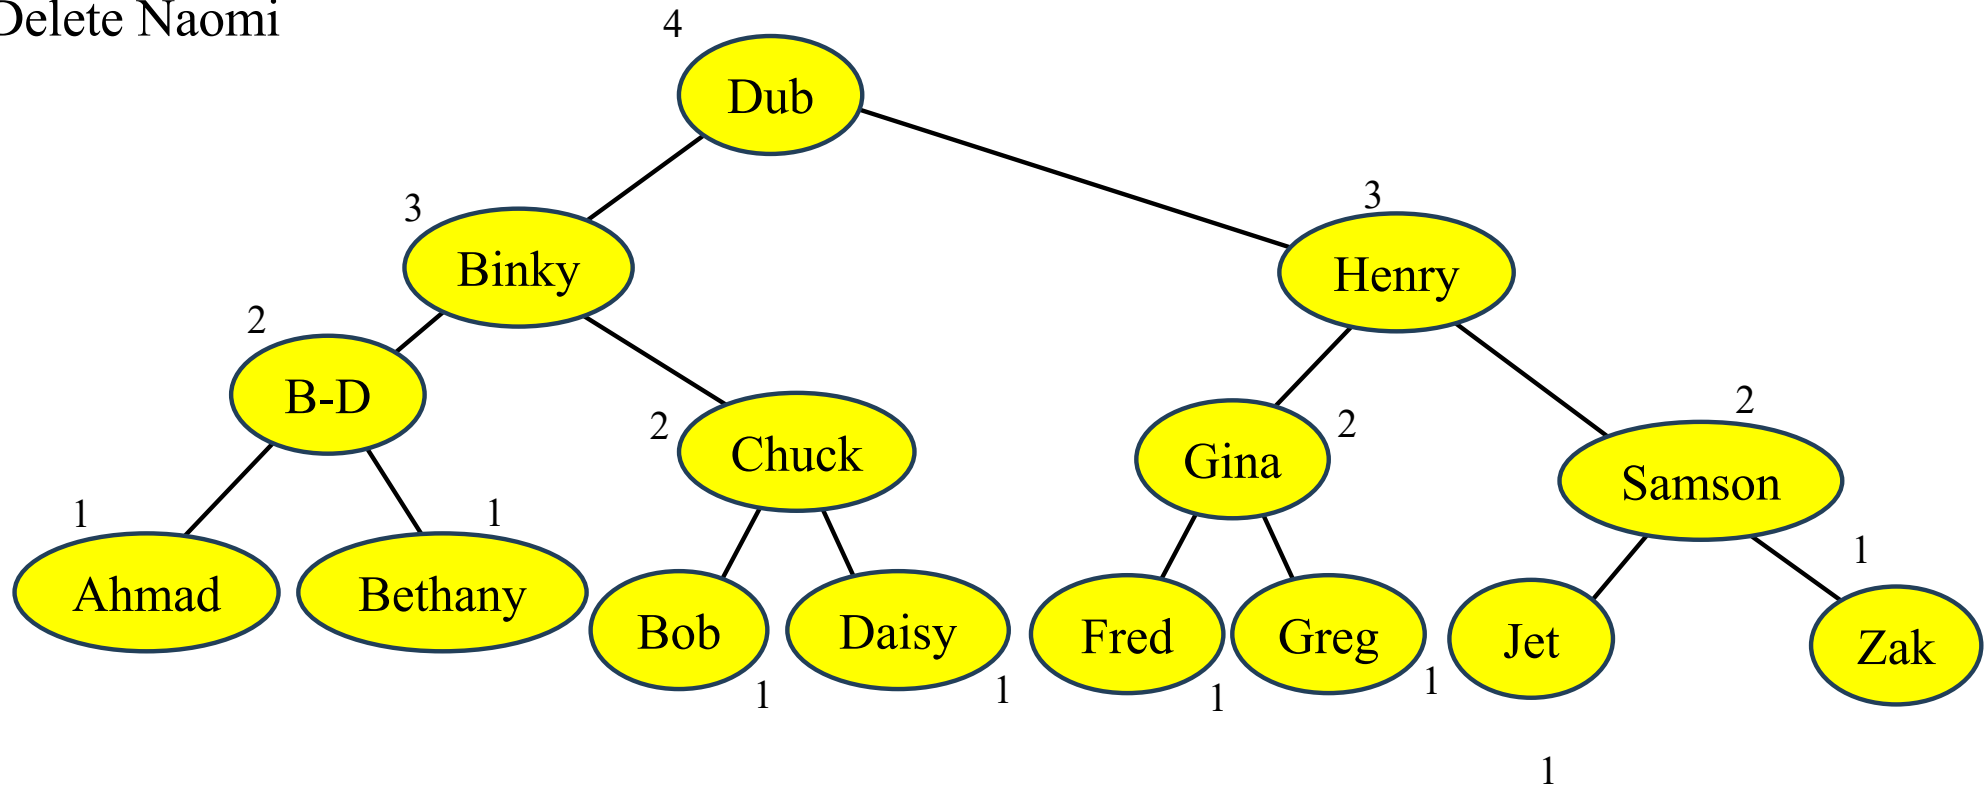 Delete Naomi
4
Dub
3
Binky
3
Henry
2
B-D
2
Chuck
Gina
2
2
Samson
1
Ahmad
1
Bethany
Bob
1
Daisy
1
Fred
1
Greg
1
Jet
1
1
Zak